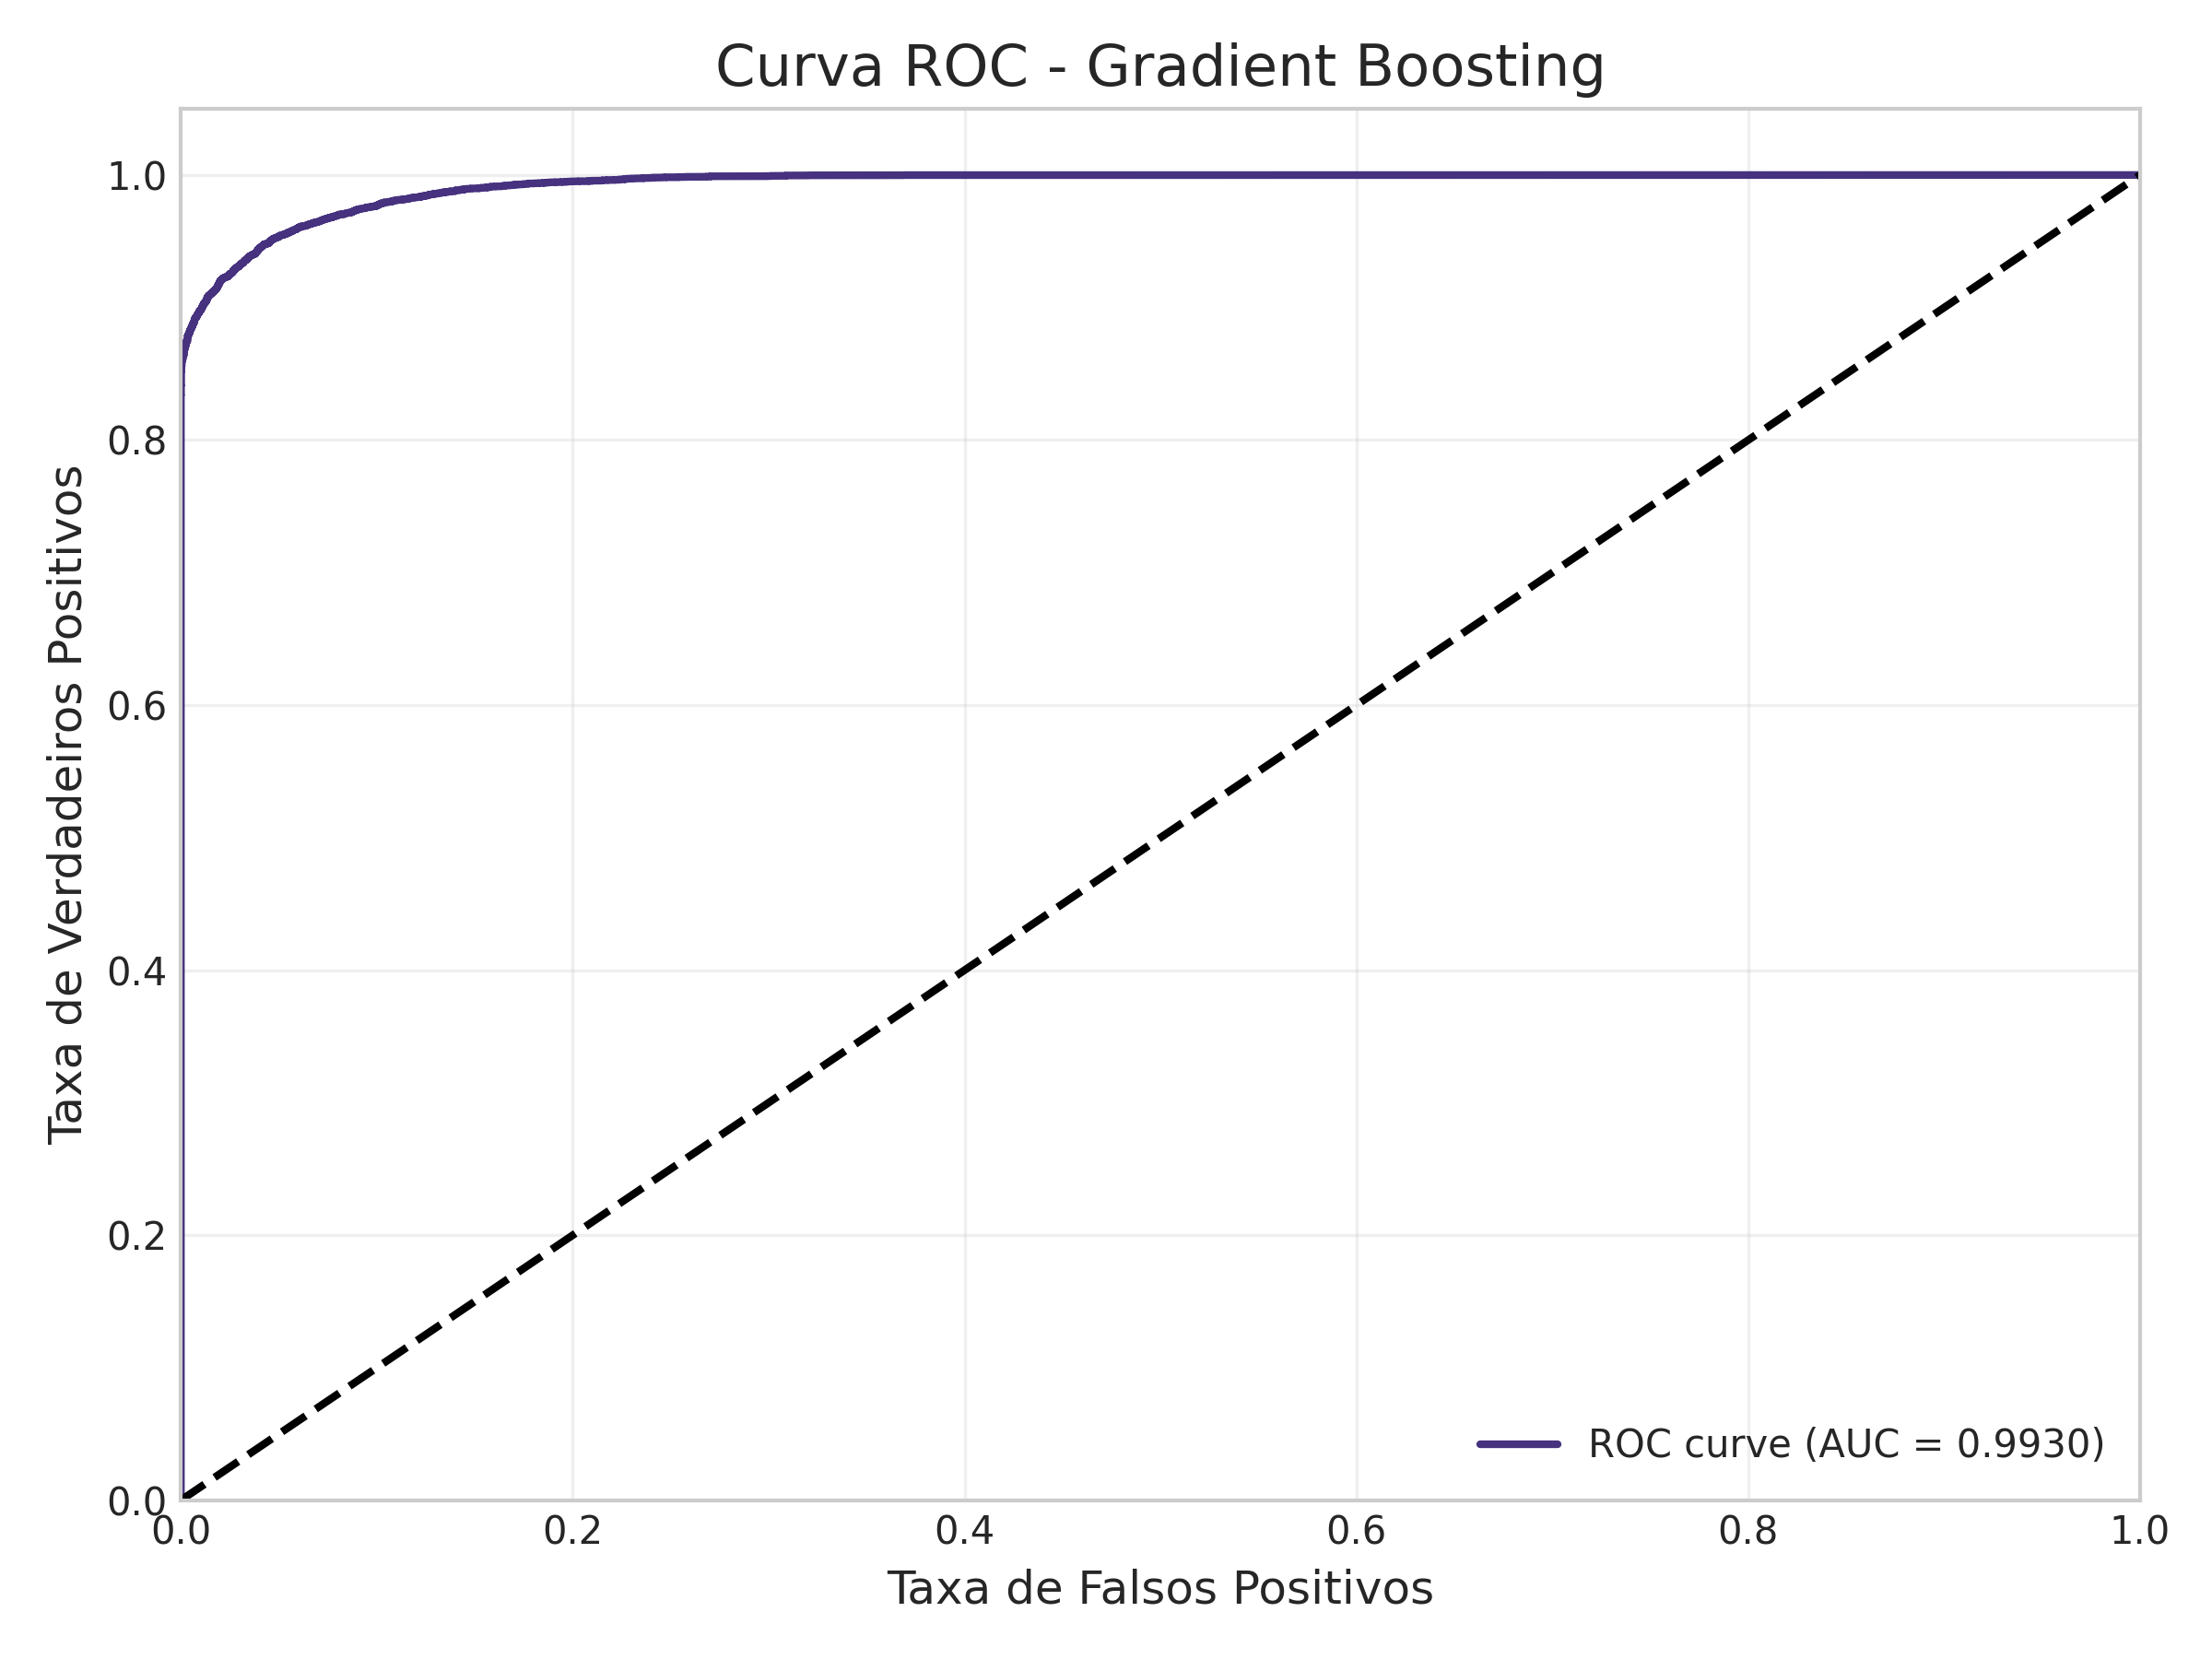 Curva ROC - Gradient Boosting
Taxa de Verdadeiros Positivos
1.0
0.8
0.6
0.4
0.2
0.0
0.0 0.2 0.4 0.6 0.8 1.0
Taxa de Falsos Positivos
ROC curve (AUC = 0.9930)